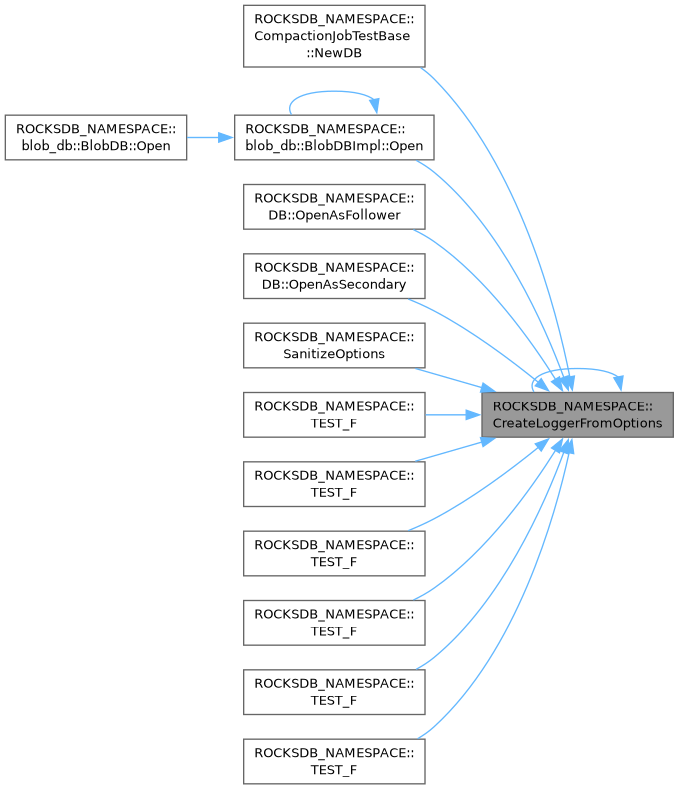 ROCKSDB_NAMESPACE::
CompactionJobTestBase
::NewDB
ROCKSDB_NAMESPACE::
blob_db::BlobDB::Open
ROCKSDB_NAMESPACE::
blob_db::BlobDBImpl::Open
ROCKSDB_NAMESPACE::
DB::OpenAsFollower
ROCKSDB_NAMESPACE::
DB::OpenAsSecondary
ROCKSDB_NAMESPACE::
SanitizeOptions
ROCKSDB_NAMESPACE::
TEST_F
ROCKSDB_NAMESPACE::
CreateLoggerFromOptions
ROCKSDB_NAMESPACE::
TEST_F
ROCKSDB_NAMESPACE::
TEST_F
ROCKSDB_NAMESPACE::
TEST_F
ROCKSDB_NAMESPACE::
TEST_F
ROCKSDB_NAMESPACE::
TEST_F